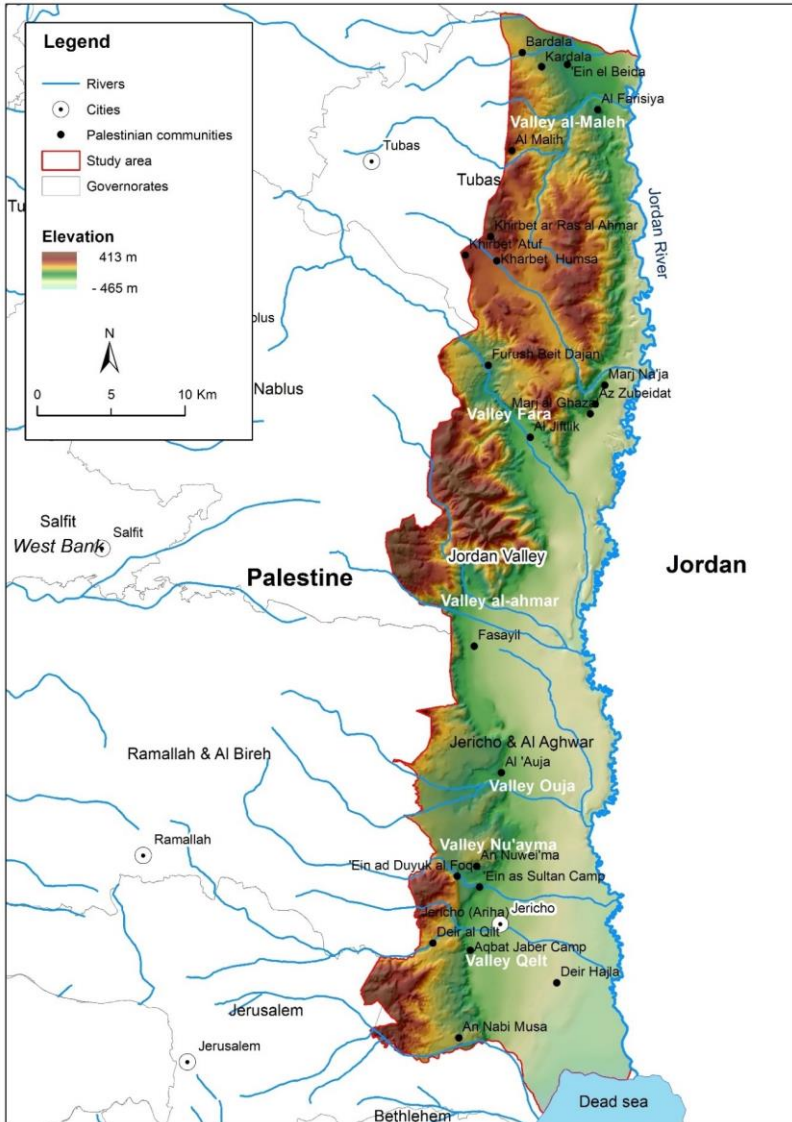 Legend
Rivers
Cities
Palestinian communities
Study area
Governorates
Elevation
413 m
- 465 m
N
0 5 10 Km
Bardala
Kardala
'Ein el Beida
Al Farisiya
Valley al-Maleh
Al Malih
Tubas
Tubas
Tu
Jordan River
Khirbet ar Ras al Ahmar
Khirbet 'Atuf
Kharbet Humsa
olus
Furush Beit Dajan
Nablus
Marj Na'ja
Az Zubeidat
Marj al Ghaza
Valley Fara
Al Jiftlik
Salfit
Salfit
West Bank
Jordan Valley
Palestine
Jordan
Valley al-ahmar
Fasayil
Jericho & Al Aghwar
Ramallah & Al Bireh
Al 'Auja
Valley Ouja
Valley Nu'ayma
Ramallah
An Nuwei'ma
'Ein ad Duyuk al Foqa
'Ein as Sultan Camp
Jericho
Jericho (Ariha)
Deir al Qilt
Aqbat Jaber Camp
Valley Qelt
Deir Hajla
Jerusalem
An Nabi Musa
Jerusalem
Dead sea
Bethlehem